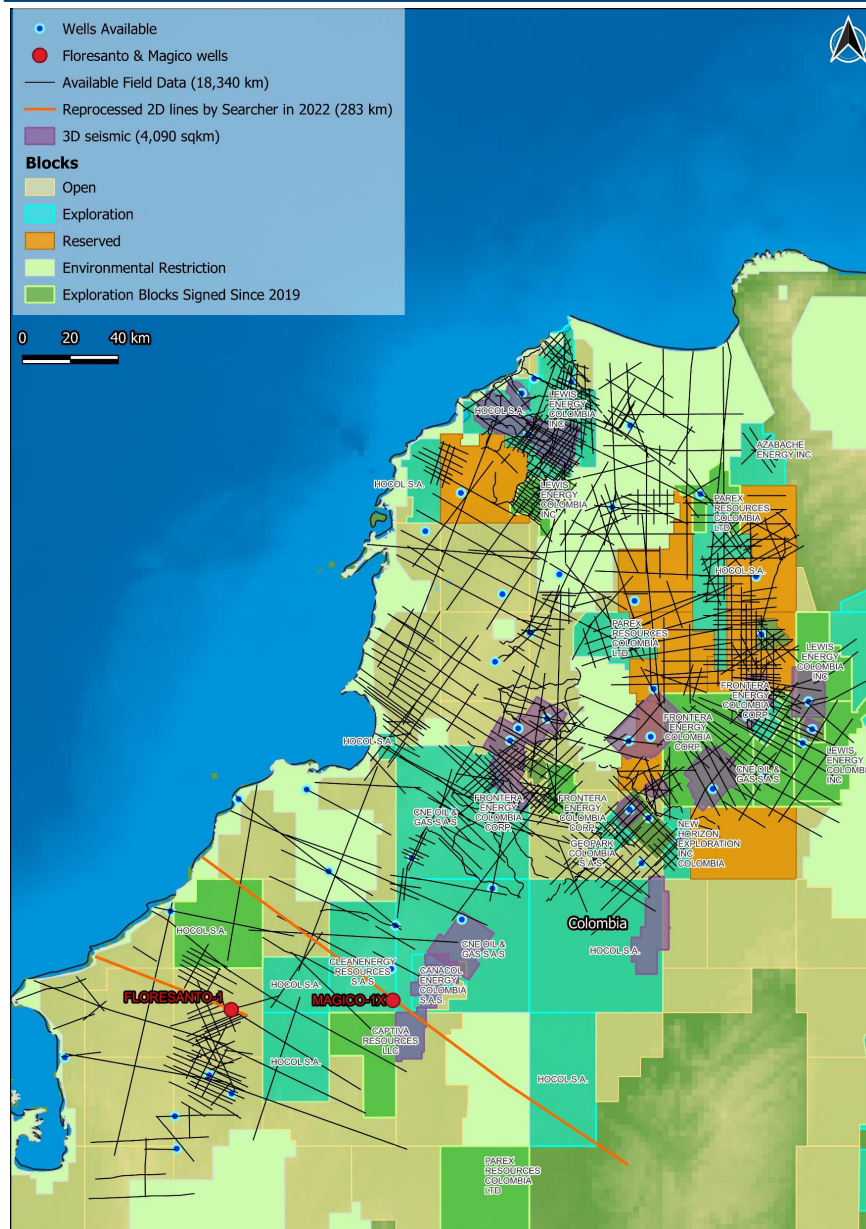 Wells Available
Floresanto & Magico wells
Available Field Data (18,340 km)
Reprocessed 2D lines by Searcher in 2022 (283 km)
3D seismic (4,090 sqkm)
Blocks
Open
Exploration
Reserved
Environmental Restriction
Exploration Blocks Signed Since 2019
0 20 40 km
HOCOL S.A.
LEWIS
ENERGY
COLOMBIA
INC
AZABACHE
ENERGY INC
HOCOL S.A.
LEWIS
ENERGY
COLOMBIA
INC
PAREX
RESOURCES
COLOMBIA
LTD
HOCOL S.A.
PAREX
RESOURCES
COLOMBIA
LTD
LEWIS
ENERGY
COLOMBIA
INC
FRONTERA
ENERGY
COLOMBIA
CORP.
FRONTERA
ENERGY
COLOMBIA
CORP.
HOCOL S.A.
LEWIS
ENERGY
COLOMBIA
INC
CNE OIL &
GAS S.A.S
CNE OIL &
GAS S.A.S
FRONTERA
ENERGY
COLOMBIA
CORP.
FRONTERA
ENERGY
COLOMBIA
CORP.
GEOPARK
COLOMBIA
S.A.S.
NEW
HORIZON
EXPLORATION
INC
COLOMBIA
Colombia
HOCOL S.A.
HOCOL S.A.
CNE OIL &
GAS S.A.S
CLEANENERGY
RESOURCES
S.A.S
CANACOL
ENERGY
COLOMBIA
S.A.S.
HOCOL S.A.
FLORESANTO-1
MAGICO-1X
CAPTIVA
RESOURCES
LLC
HOCOL S.A.
HOCOL S.A.
PAREX
RESOURCES
COLOMBIA
LTD